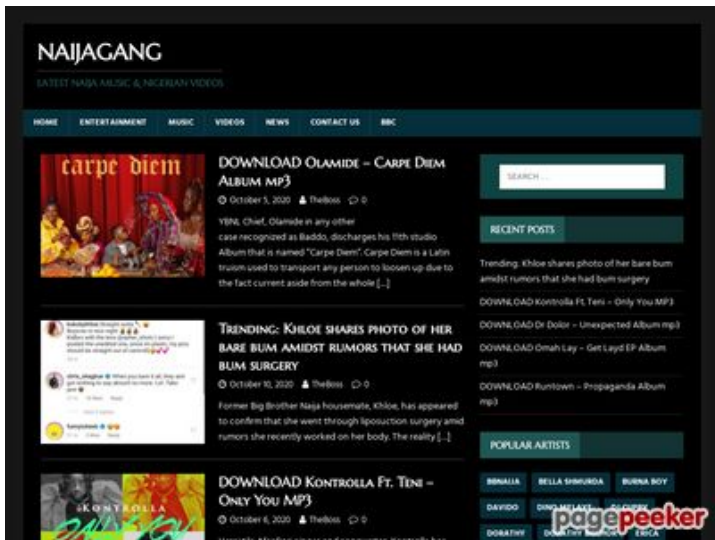 NAIJAGANG
LATEST NAIJA MUSIC & NIGERIAN VIDEOS
HOME ENTERTAINMENT MUSIC VIDEOS NEWS CONTACT US BBC
carpe diem
DOWNLOAD Olamide – Carpe Diem
Album mp3
October 5, 2020 TheBoss 0
YBNL Chief, Olamide in any other
case recognized as Baddo, discharges his 11th studio
Album that is named “Carpe Diem”. Carpe Diem is a Latin
truism used to transport any person to loosen up due to
the fact current aside from the whole [...]
Trending: Khloe shares photo of her
bare bum amidst rumors that she had
bum surgery
October 10, 2020 TheBoss 0
Former Big Brother Naija housemate, Khloe, has appeared
to confirm that she went through liposuction surgery amid
rumors she recently worked on her body. The reality [...]
KONTROLLA
ONLY YOU
DOWNLOAD Kontrolla Ft. Teni –
Only You MP3
October 6, 2020 TheBoss 0
SEARCH ...
RECENT POSTS
Trending: Khloe shares photo of her bare bum
amidst rumors that she had bum surgery
DOWNLOAD Kontrolla Ft. Teni – Only You MP3
DOWNLOAD Dr Dolor – Unexpected Album mp3
DOWNLOAD Omah Lay – Get Layd EP Album
mp3
DOWNLOAD Runtown – Propaganda Album
mp3
POPULAR ARTISTS
BBNAIJA BELLA SHMURDA BURNA BOY
DAVIDO DINO MELAYE DJ CUPPY
DORATHY ERICA
pagepeeker